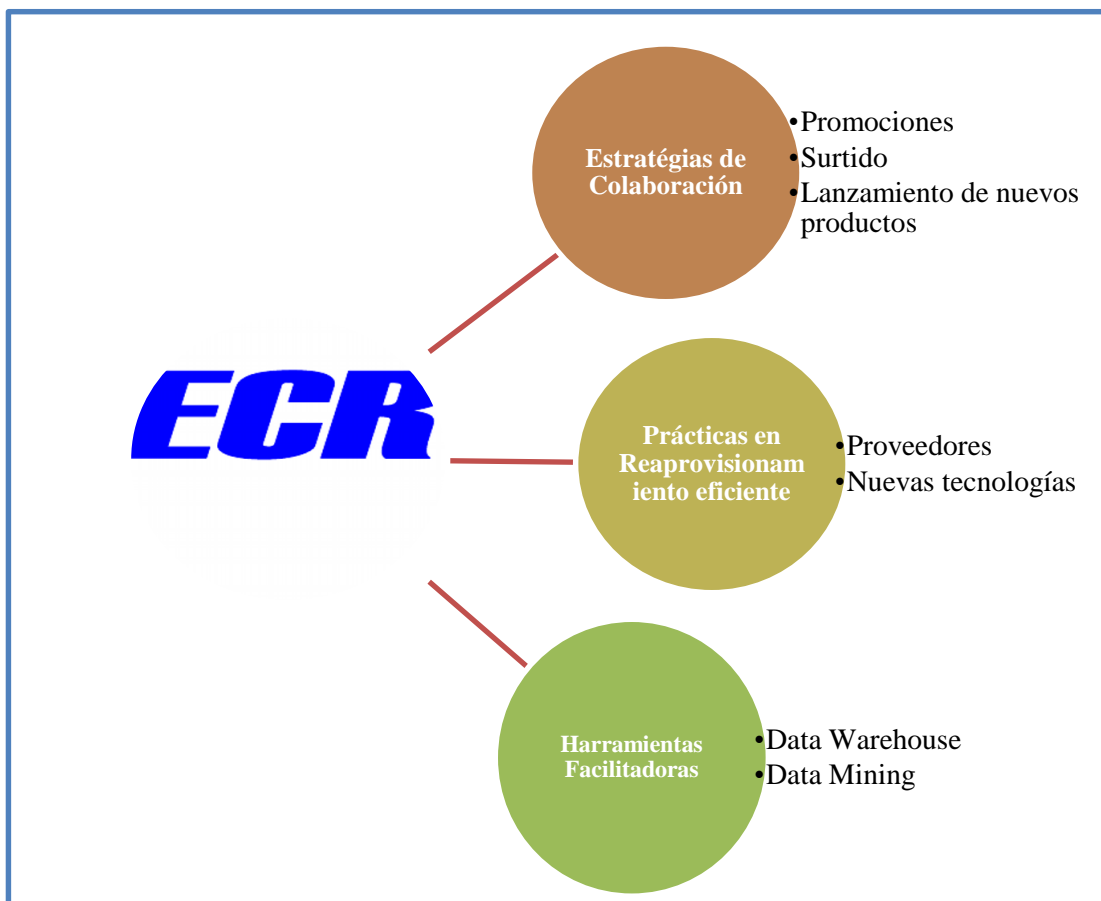 ECR
Estratégias de
Colaboración
•Promociones
•Surtido
•Lanzamiento de nuevos
productos
Prácticas en
Reaprovisionam
iento eficiente
•Proveedores
•Nuevas tecnologías
Harramientas
Facilitadoras
•Data Warehouse
•Data Mining